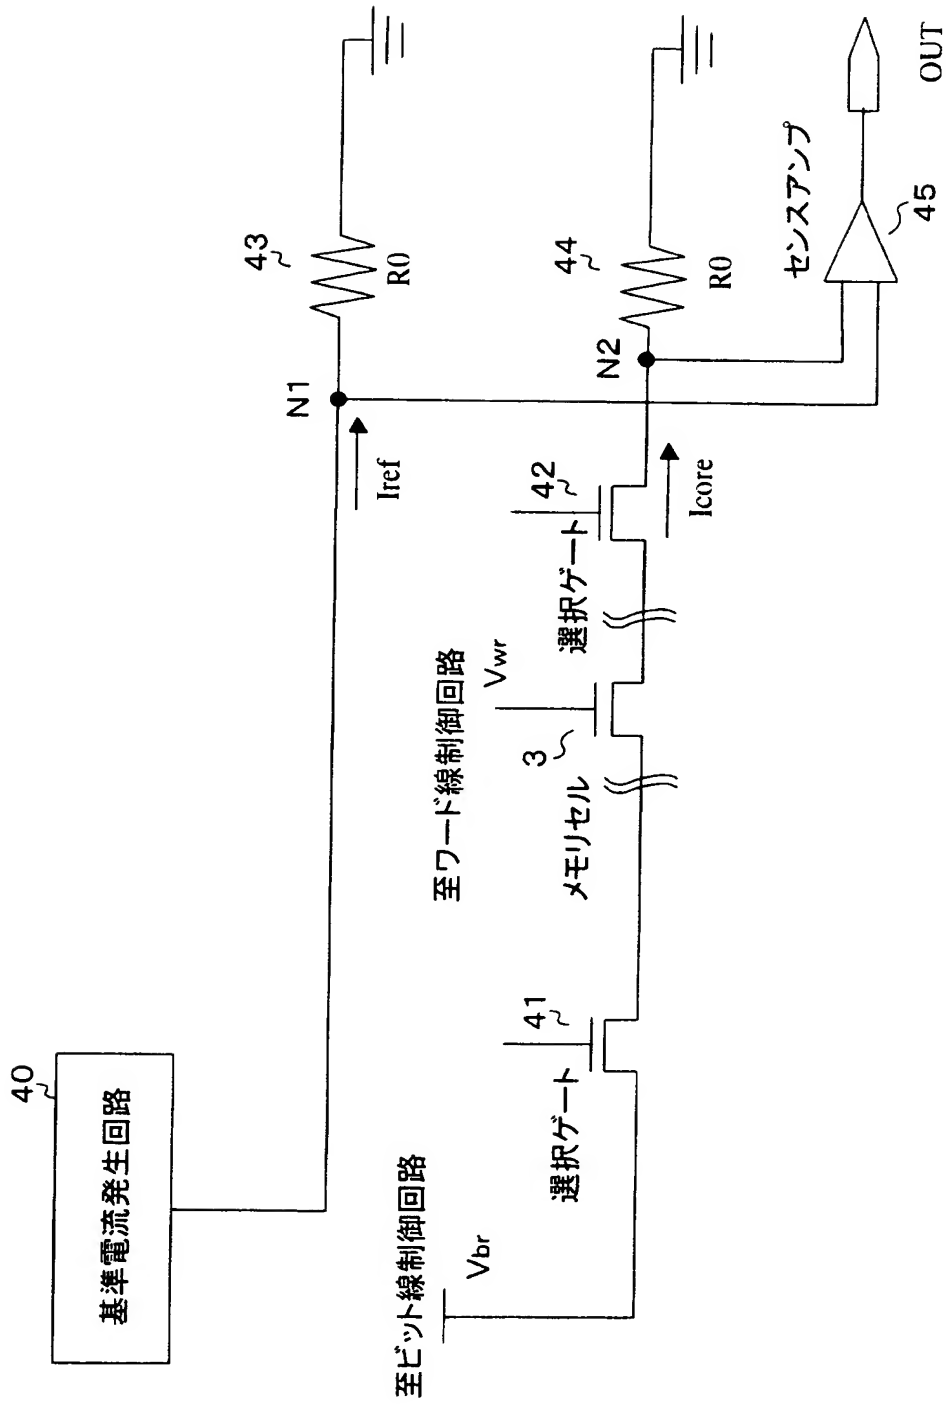 40
基準電流発生回路
N1
43
R0
Iref
至ビット線制御回路
Vbr
選択ゲート
41
至ワード線制御回路
Vwr
メモリセル
3
選択ゲート
42
Icore
N2
44
R0
センスアンプ
45
OUT